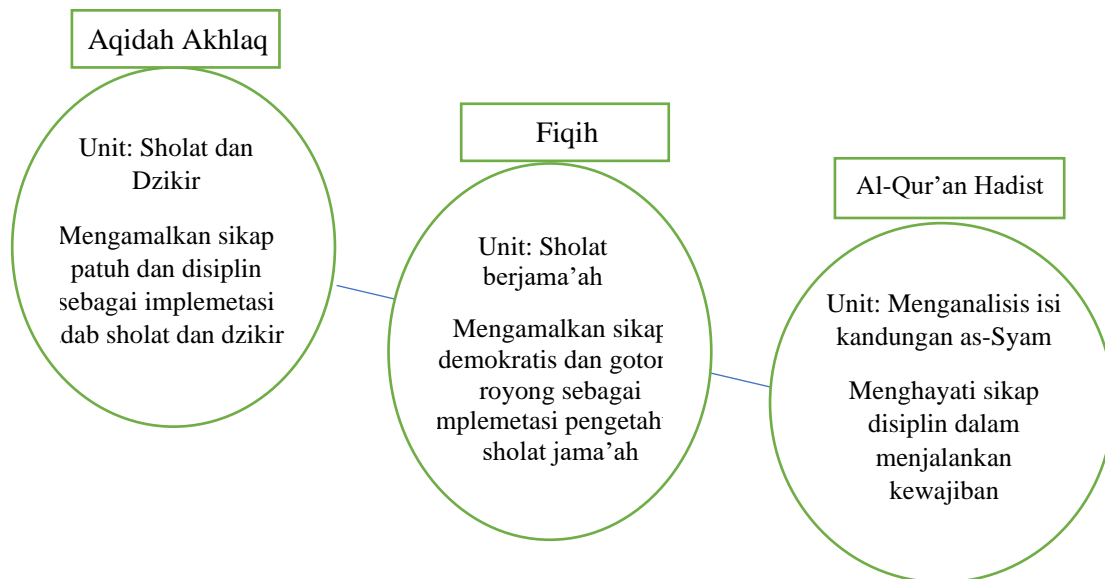 Aqidah Akhlaq
Unit: Sholat dan
Dzikir
Mengamalkan sikap
patuh dan disiplin
sebagai implemetasi
dab sholat dan dzikir
Fiqih
Unit: Sholat
berjama’ah
Mengamalkan sikap
demokratis dan goton
royong sebagai
mplemetasi pengetahu
sholat jama’ah
Al-Qur’an Hadist
Unit: Menganalisis isi
kandungan as-Syam
Menghayati sikap
disiplin dalam
menjalankan
kewajiban